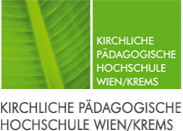 KIRCHLICHE
PÄDAGOGISCHE
HOCHSCHULE
WIEN/KREMS
KIRCHLICHE PÄDAGOGISCHE
HOCHSCHULE WIEN/KREMS